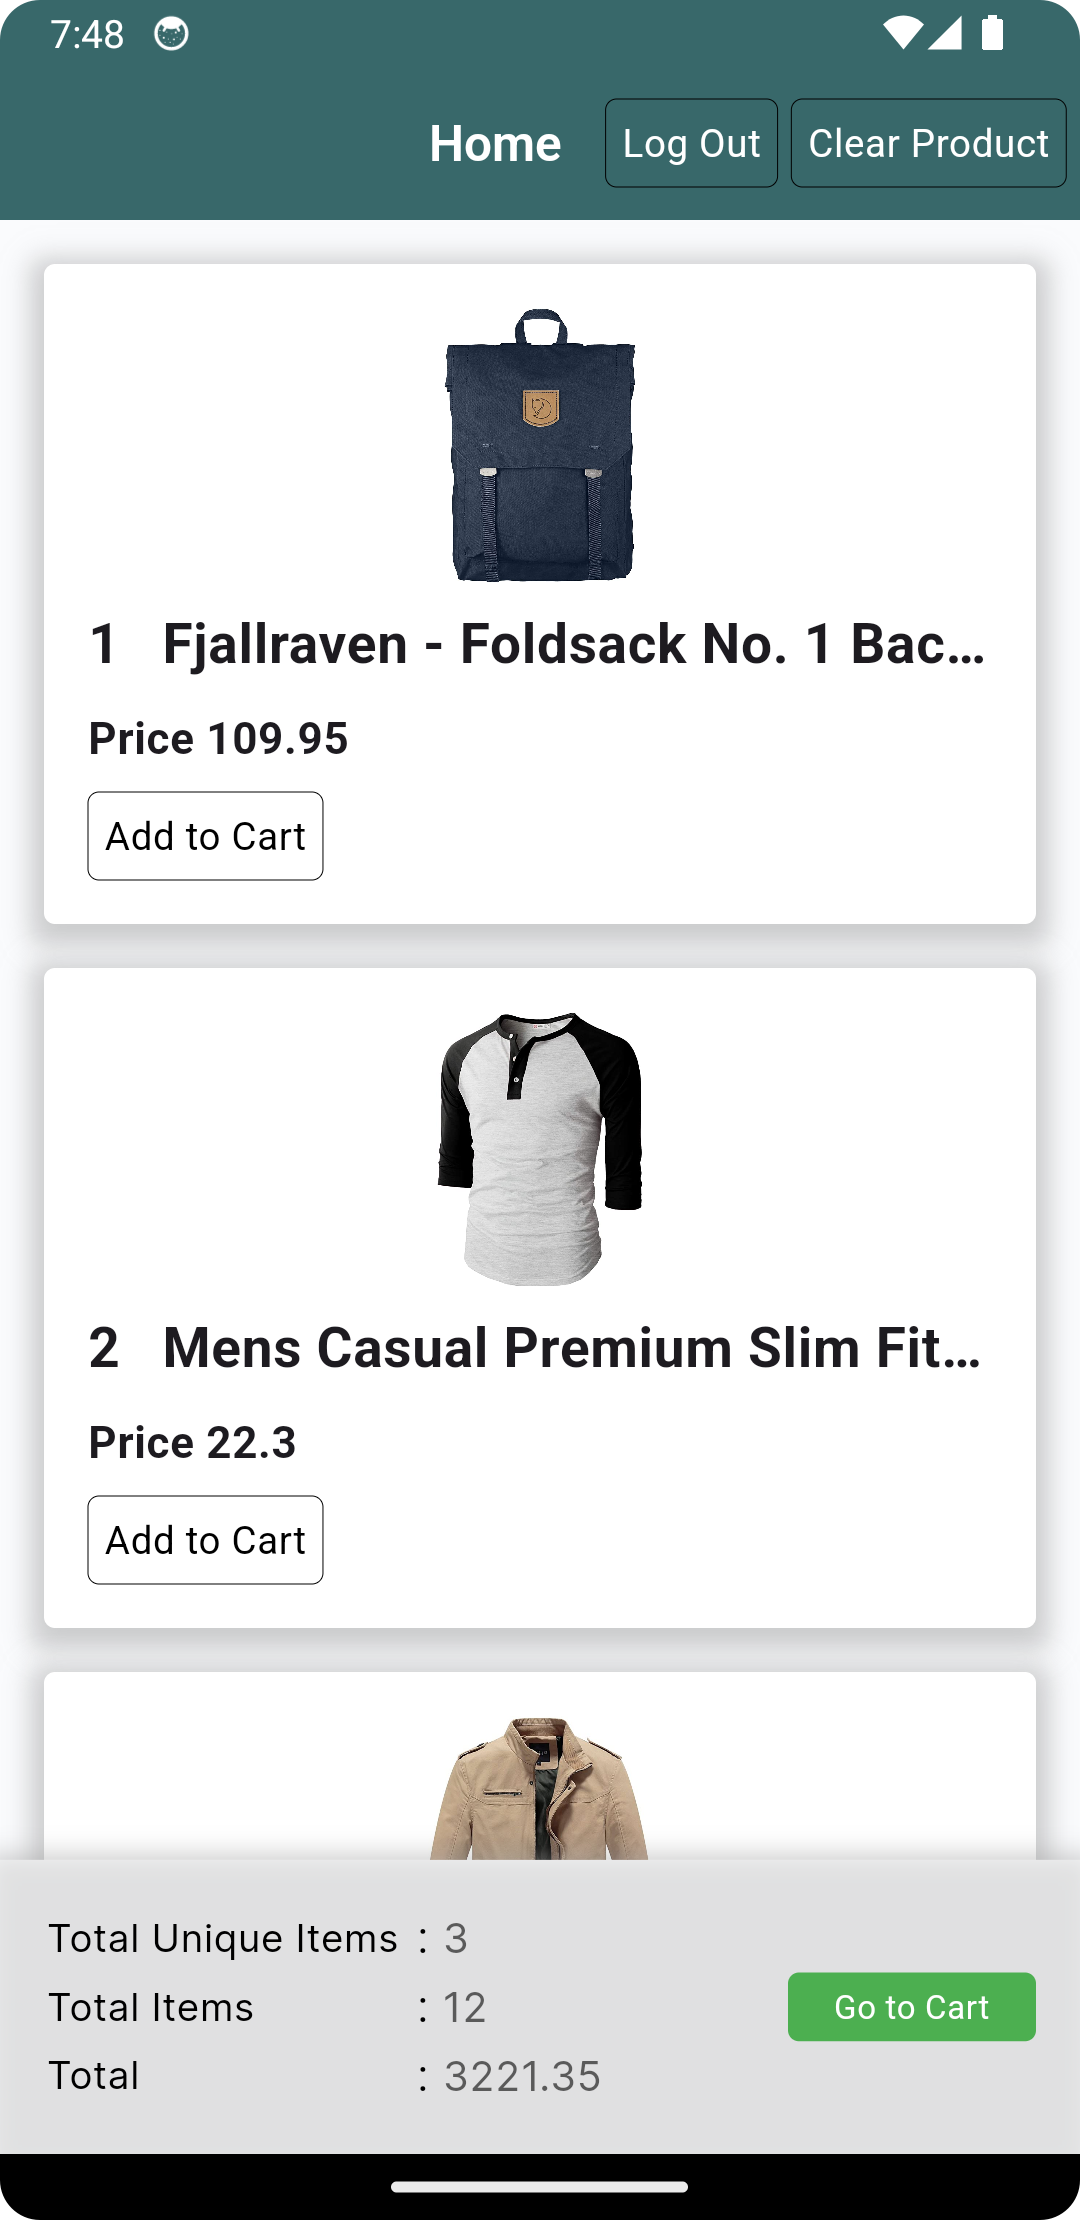 7:48
Home
Log Out
Clear Product
1 Fjallraven - Foldsack No. 1 Bac...
Price 109.95
Add to Cart
2 Mens Casual Premium Slim Fit...
Price 22.3
Add to Cart
Total Unique Items : 3
Total Items : 12
Go to Cart
Total : 3221.35